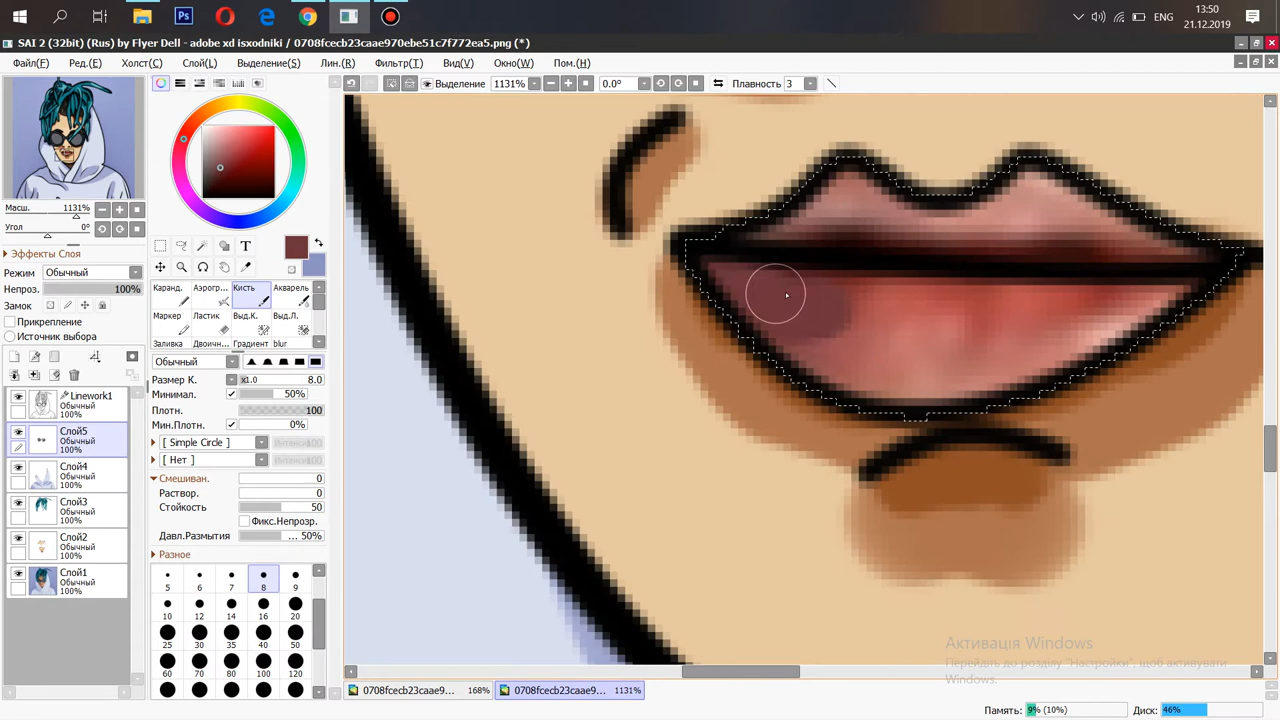 ENG
13:50
21.12.2019
SAI 2 (32bit) (Rus) by Flyer Dell - adobe xd isxodniki / 0708fcecb23caae970ebe51c7f772ea5.png (*)
Файл(F) Ред.(E) Холст(C) Слой(L) Выделение(S) Лин.(R) Фильтр(T) Вид(V) Окно(W) Пом.(H)
Выделение 1131% 0.0° Плавность 3
Масш. 1131%
Угол 0°
Эффекты Слоя
Режим Обычный
Непроз. 100%
Замок
Прикрепление
Источник выбора
Linework1
Обычный
100%
Слой5
Обычный
100%
Слой4
Обычный
100%
Слой3
Обычный
100%
Слой2
Обычный
100%
Слой1
Обычный
100%
T
Каранд. Аэрогр. Кисть Акварель
Маркер Ластик Выд.К. Выд.Л.
Заливка Двоичн... Град. blur
Обычный
Размер К. x1.0 8.0
Минимал. 50%
Плотн. 100
Мин.Плотн. 0%
[ Simple Circle ] Интенсив 100
[ Нет ] Интенсив 100
Смешиван. 0
Раствор. 0
Стойкость 50
Фикс.Непрозр.
Давл.Размытия ... 50%
Разное
5 6 7 8 9
10 12 14 16 20
25 30 35 40 50
60 70 80 100 120
Активація Windows
Перейдіть до розділу "Настройки", щоб активувати
Windows.
0708fcecb23caae9... 168% 0708fcecb23caae9... 1131%
Память: 9% (10%) Диск: 46%